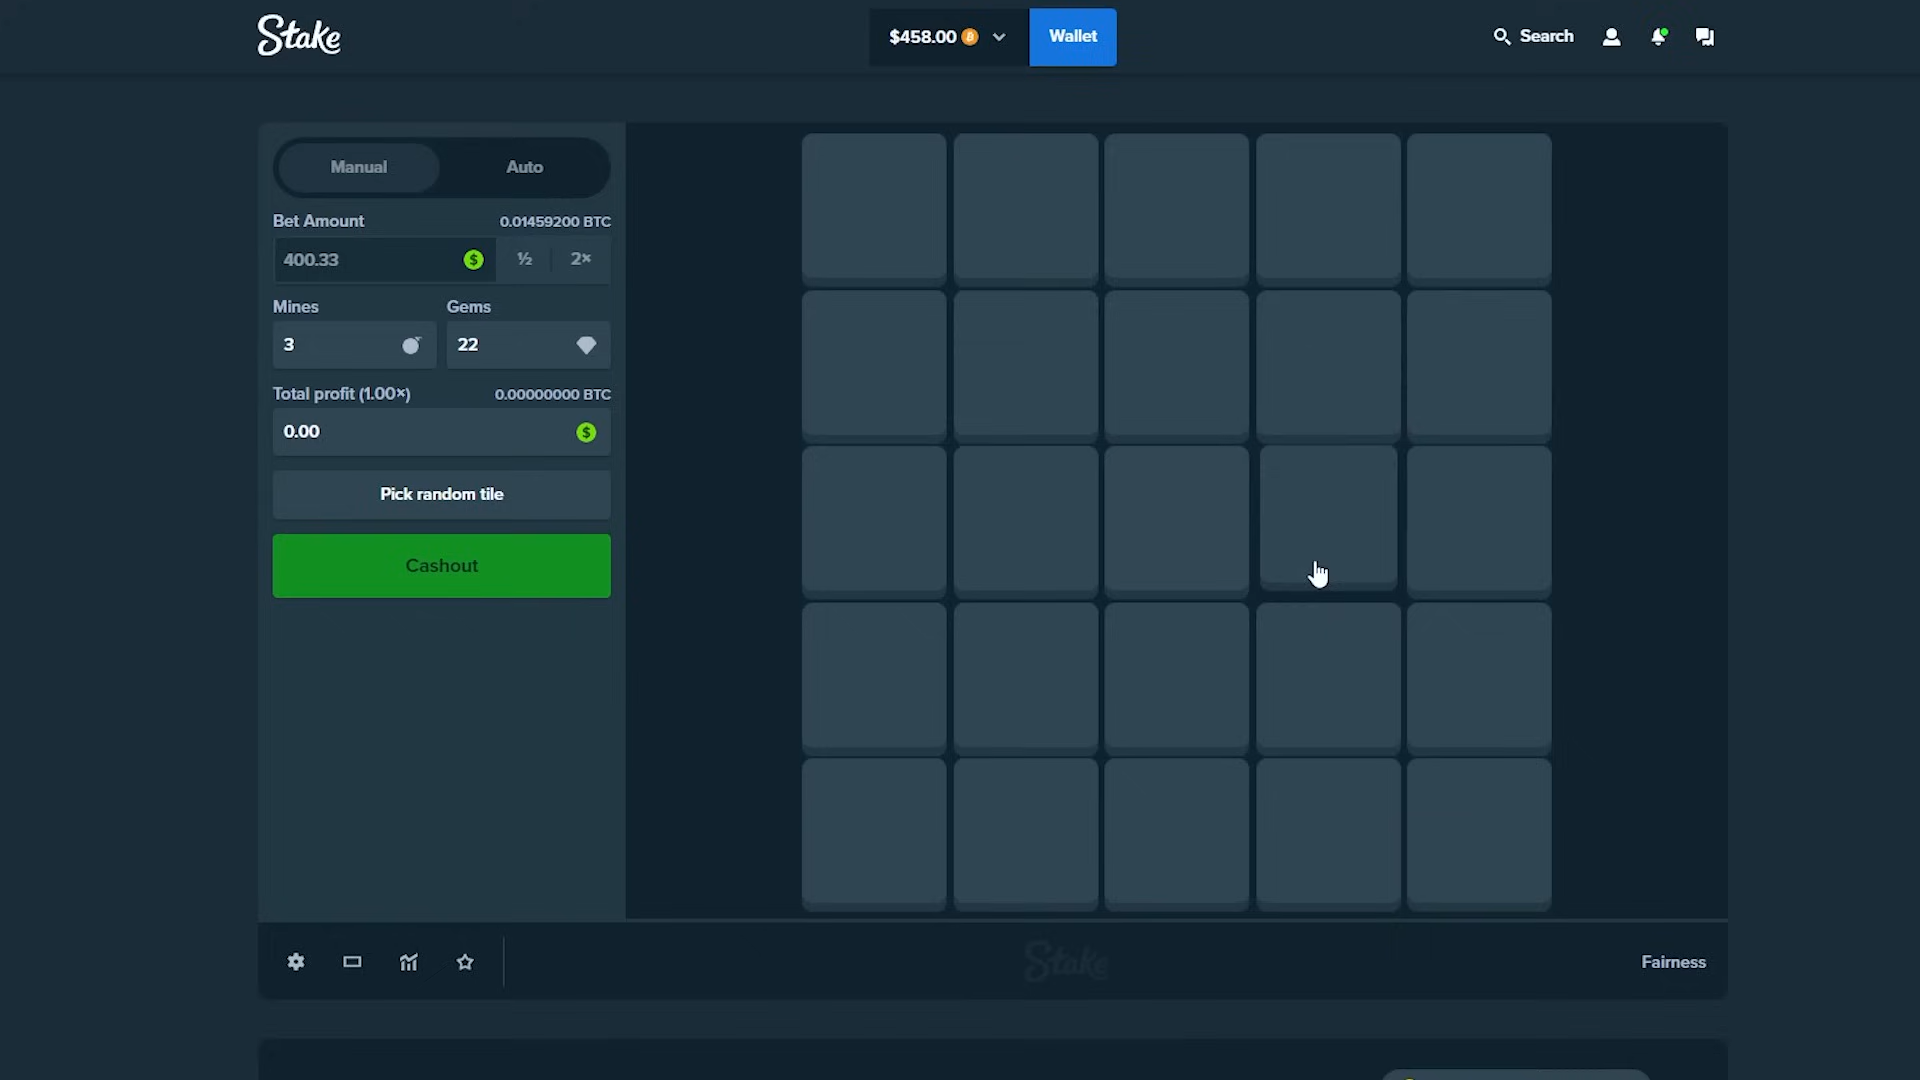 Stake
$458.00
Wallet
Search
Manual
Auto
Bet Amount
0.01459200 BTC
400.33
½
2×
Mines
Gems
3
22
Total profit (1.00×)
0.00000000 BTC
0.00
Pick random tile
Cashout
Stake
Fairness